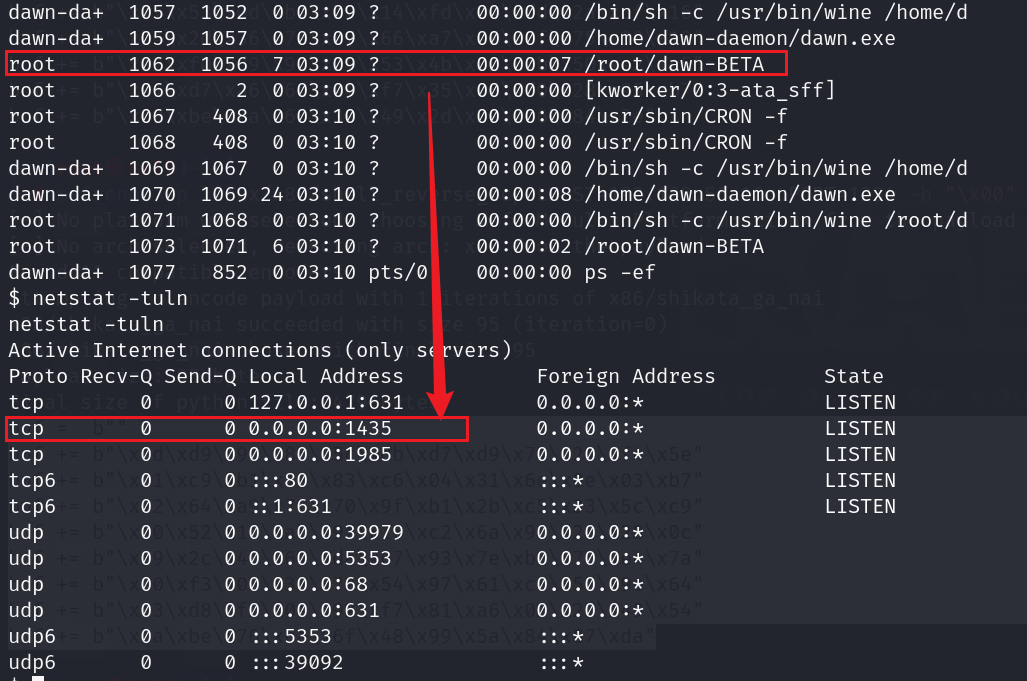 dawn-da+ 1057 1052 0 03:09 ? 00:00:00 /bin/sh -c /usr/bin/wine /home/d
dawn-da+ 1059 1057 0 03:09 ? 00:00:00 /home/dawn-daemon/dawn.exe
root 1062 1056 7 03:09 ? 00:00:07 /root/dawn-BETA
root 1066 2 0 03:09 ? 00:00:00 [kworker/0:3-ata_sff]
root 1067 408 0 03:10 ? 00:00:00 /usr/sbin/CRON -f
root 1068 408 0 03:10 ? 00:00:00 /usr/sbin/CRON -f
dawn-da+ 1069 1067 0 03:10 ? 00:00:00 /bin/sh -c /usr/bin/wine /home/d
dawn-da+ 1070 1069 24 03:10 ? 00:00:08 /home/dawn-daemon/dawn.exe
root 1071 1068 0 03:10 ? 00:00:00 /bin/sh -c /usr/bin/wine /root/d
root 1073 1071 6 03:10 ? 00:00:02 /root/dawn-BETA
dawn-da+ 1077 852 0 03:10 pts/0 00:00:00 ps -ef
$ netstat -tuln
netstat -tuln
Active Internet connections (only servers)
Proto Recv-Q Send-Q Local Address Foreign Address State
tcp 0 0 127.0.0.1:631 0.0.0.0:* LISTEN
tcp 0 0 0.0.0.0:1435 0.0.0.0:* LISTEN
tcp 0 0 0.0.0.0:1985 0.0.0.0:* LISTEN
tcp6 0 0 :::80 :::* LISTEN
tcp6 0 0 ::1:631 :::* LISTEN
udp 0 0 0.0.0.0:39979 0.0.0.0:*
udp 0 0 0.0.0.0:5353 0.0.0.0:*
udp 0 0 0.0.0.0:68 0.0.0.0:*
udp 0 0 0.0.0.0:631 0.0.0.0:*
udp6 0 0 :::5353 :::*
udp6 0 0 :::39092 :::*